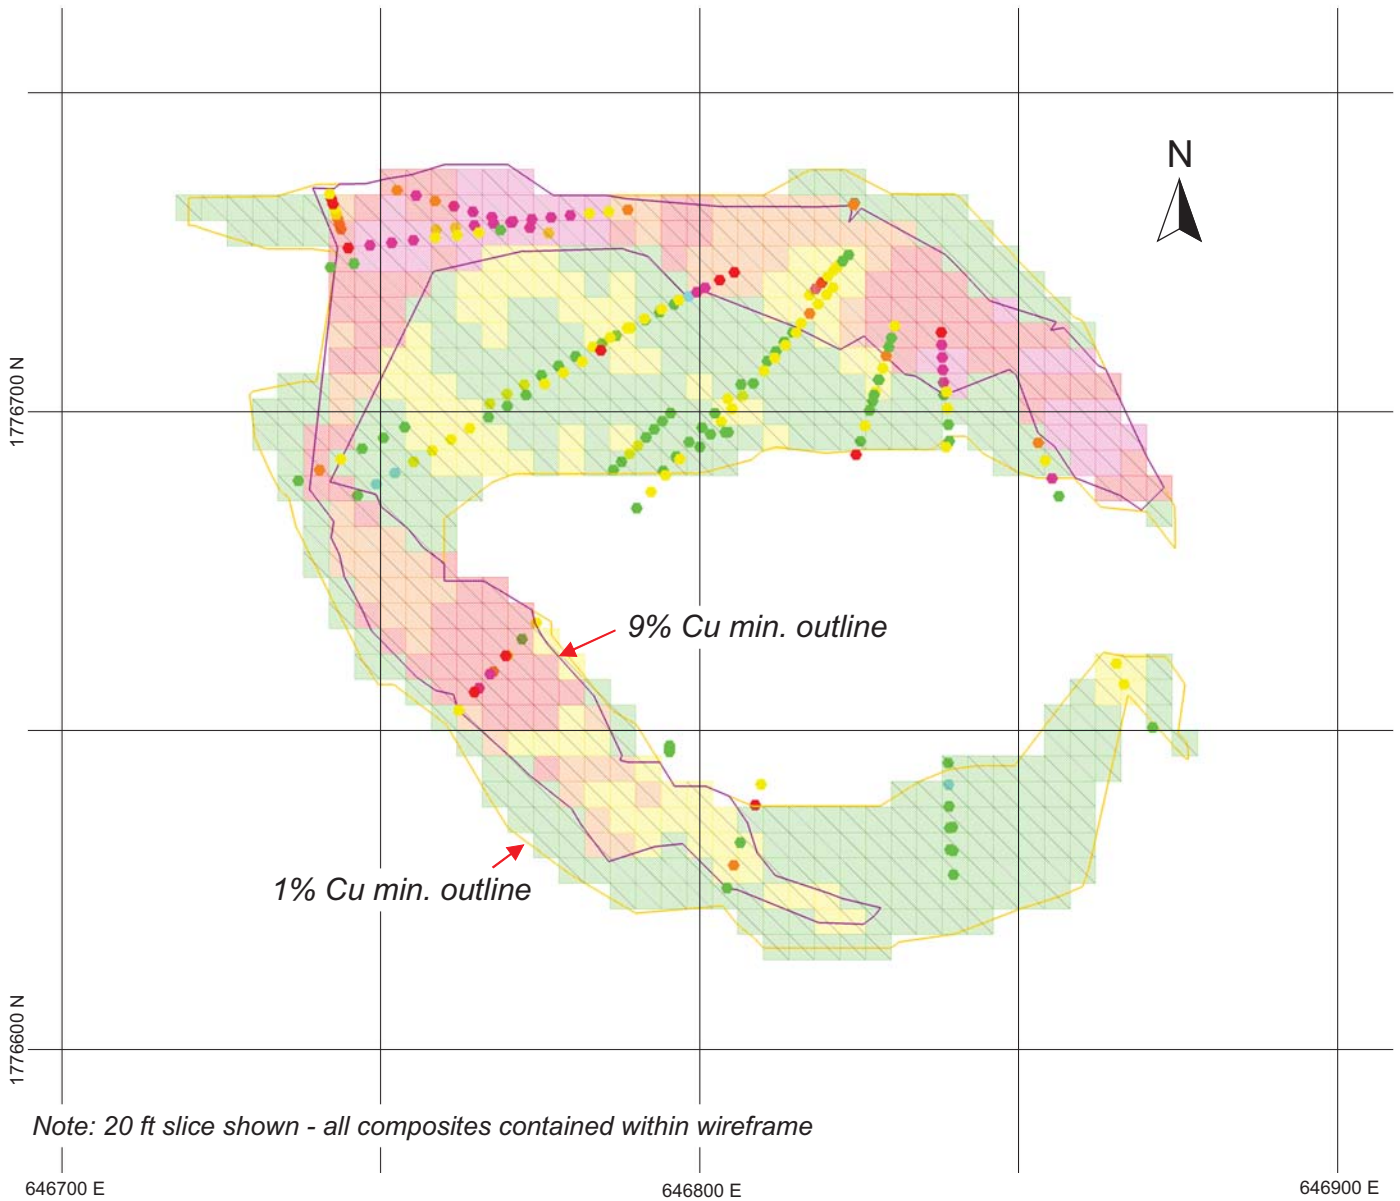 N
1776700 N
9% Cu min. outline
1% Cu min. outline
1776600 N
Note: 20 ft slice shown - all composites contained within wireframe
646700 E
646800 E
646900 E